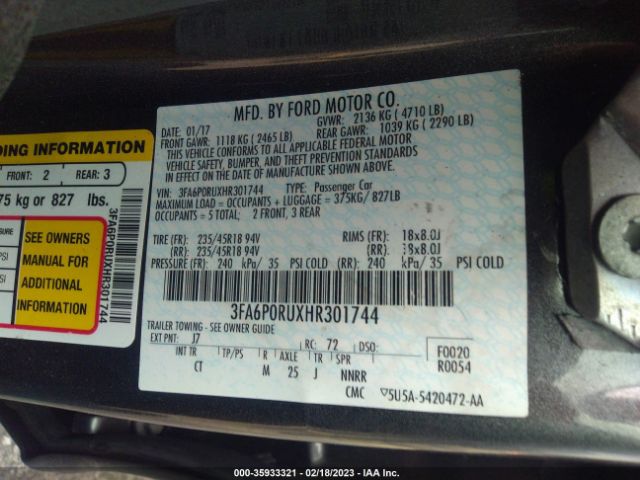 MFD. BY FORD MOTOR CO.
DATE: 01/17 GVWR: 2136 KG ( 4710 LB)
FRONT GAWR: 1118 KG ( 2465 LB) REAR GAWR: 1039 KG ( 2290 LB)
THIS VEHICLE CONFORMS TO ALL APPLICABLE FEDERAL MOTOR
VEHICLE SAFETY, BUMPER, AND THEFT PREVENTION STANDARDS
IN EFFECT ON THE DATE OF MANUFACTURE SHOWN ABOVE.
VIN: 3FA6P0RUXHR301744 TYPE: Passenger Car
MAXIMUM LOAD = OCCUPANTS + LUGGAGE = 375KG/ 827LB
OCCUPANTS = 5 TOTAL; 2 FRONT, 3 REAR
TIRE (FR): 235/45R18 94V RIMS (FR): 18x8.0J
(RR): 235/45R18 94V (RR): 18x8.0J
PRESSURE (FR): 240 kPa/ 35 PSI COLD (RR): 240 kPa/ 35 PSI COLD
3FA6P0RUXHR301744
TRAILER TOWING - SEE OWNER GUIDE
EXT PNT: J7 RC: 72 DSO: F0020
INT TR TP/PS R AXLE TR SPR R0054
CT M 25 J NNRR
CMC 5U5A-5420472-AA
DING INFORMATION
FRONT: 2 REAR: 3
75 kg or 827 lbs.
SURE
PSI
PSI
SEE OWNERS
MANUAL FOR
ADDITIONAL
INFORMATION
3FA6P0RUXHR301744
000-35933321 - 02/18/2023 - IAA Inc.